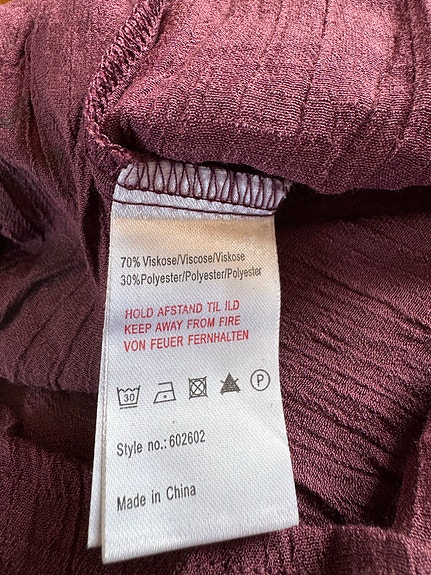 70% Viskose/Viscose/Viskose
30%Polyester/Polyester/Polyester
HOLD AFSTAND TIL ILD
KEEP AWAY FROM FIRE
VON FEUER FERNHALTEN
30 P
Style no.: 602602
Made in China